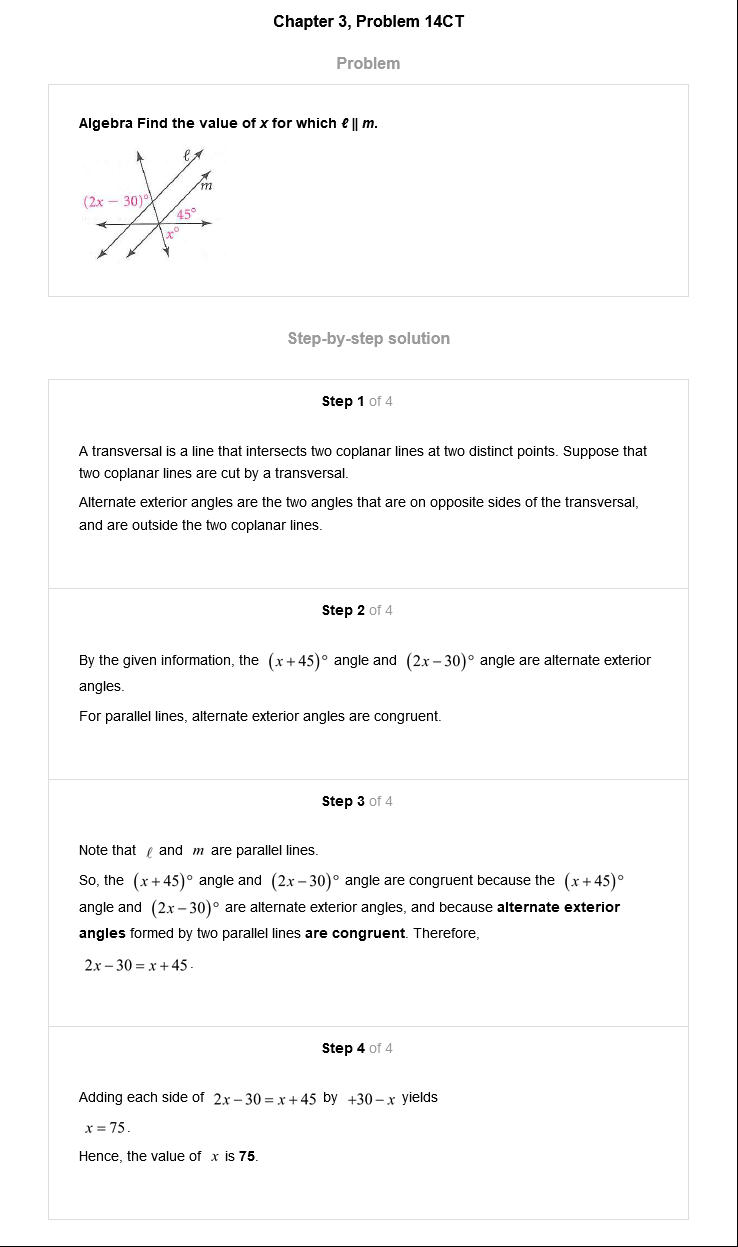 Chapter 3, Problem 14CT
Problem
Algebra Find the value of x for which ℓ || m.
ℓ
m
(2x − 30)°
45°
x°
Step-by-step solution
Step 1 of 4
A transversal is a line that intersects two coplanar lines at two distinct points. Suppose that
two coplanar lines are cut by a transversal.
Alternate exterior angles are the two angles that are on opposite sides of the transversal,
and are outside the two coplanar lines.
Step 2 of 4
By the given information, the (x+45)° angle and (2x−30)° angle are alternate exterior
angles.
For parallel lines, alternate exterior angles are congruent.
Step 3 of 4
Note that ℓ and m are parallel lines.
So, the (x+45)° angle and (2x−30)° angle are congruent because the (x+45)°
angle and (2x−30)° are alternate exterior angles, and because alternate exterior
angles formed by two parallel lines are congruent. Therefore,
2x−30=x+45.
Step 4 of 4
Adding each side of 2x−30=x+45 by +30−x yields
x=75.
Hence, the value of x is 75.